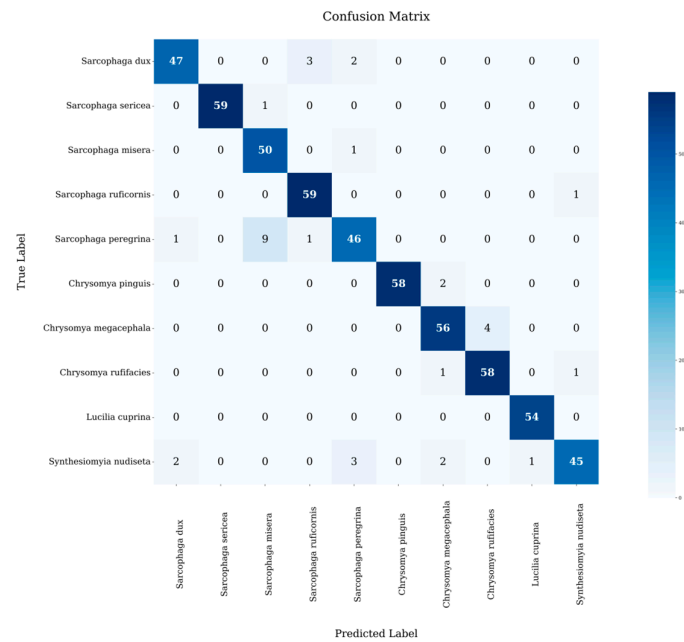 Confusion Matrix
True Label
Sarcophaga dux 47 0 0 3 2 0 0 0 0 0
Sarcophaga sericea 0 59 1 0 0 0 0 0 0 0
Sarcophaga misera 0 0 50 0 1 0 0 0 0 0
Sarcophaga ruficornis 0 0 0 59 0 0 0 0 0 1
Sarcophaga peregrina 1 0 9 1 46 0 0 0 0 0
Chrysomya pinguis 0 0 0 0 0 58 2 0 0 0
Chrysomya megacephala 0 0 0 0 0 0 56 4 0 0
Chrysomya rufifacies 0 0 0 0 0 0 1 58 0 1
Lucilia cuprina 0 0 0 0 0 0 0 0 54 0
Synthesiomyia nudiseta 2 0 0 0 3 0 2 0 1 45
Sarcophaga dux
Sarcophaga sericea
Sarcophaga misera
Sarcophaga ruficornis
Sarcophaga peregrina
Chrysomya pinguis
Chrysomya megacephala
Chrysomya rufifacies
Lucilia cuprina
Synthesiomyia nudiseta
Predicted Label
50
40
30
20
10
0